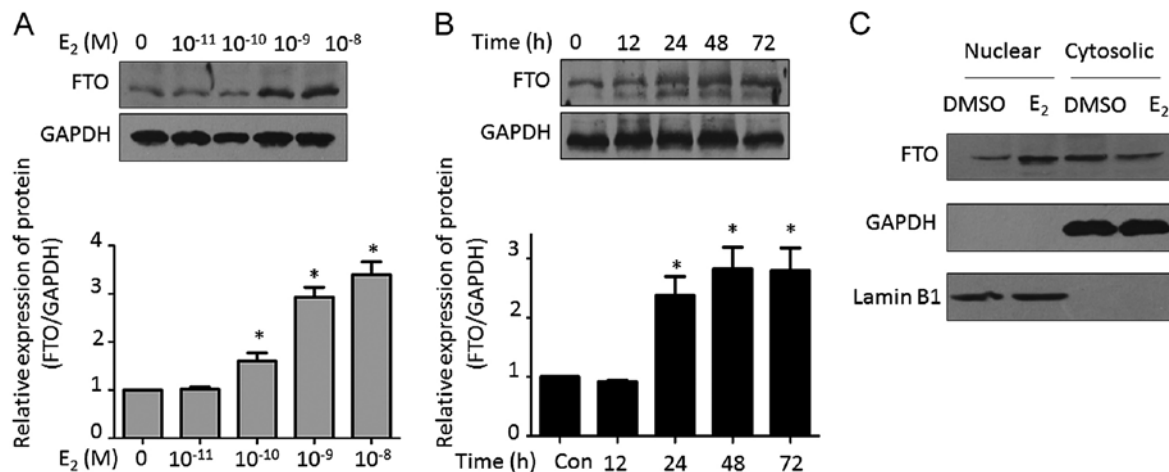 A
E₂ (M) 0 10⁻¹¹ 10⁻¹⁰ 10⁻⁹ 10⁻⁸
FTO
GAPDH
Relative expression of protein
(FTO/GAPDH)
4
3
2
1
0
* * *
E₂ (M) 0 10⁻¹¹ 10⁻¹⁰ 10⁻⁹ 10⁻⁸
B
Time (h) 0 12 24 48 72
FTO
GAPDH
Relative expression of protein
(FTO/GAPDH)
3
2
1
0
* * *
Time (h) Con 12 24 48 72
C
Nuclear Cytosolic
DMSO E₂ DMSO E₂
FTO
GAPDH
Lamin B1